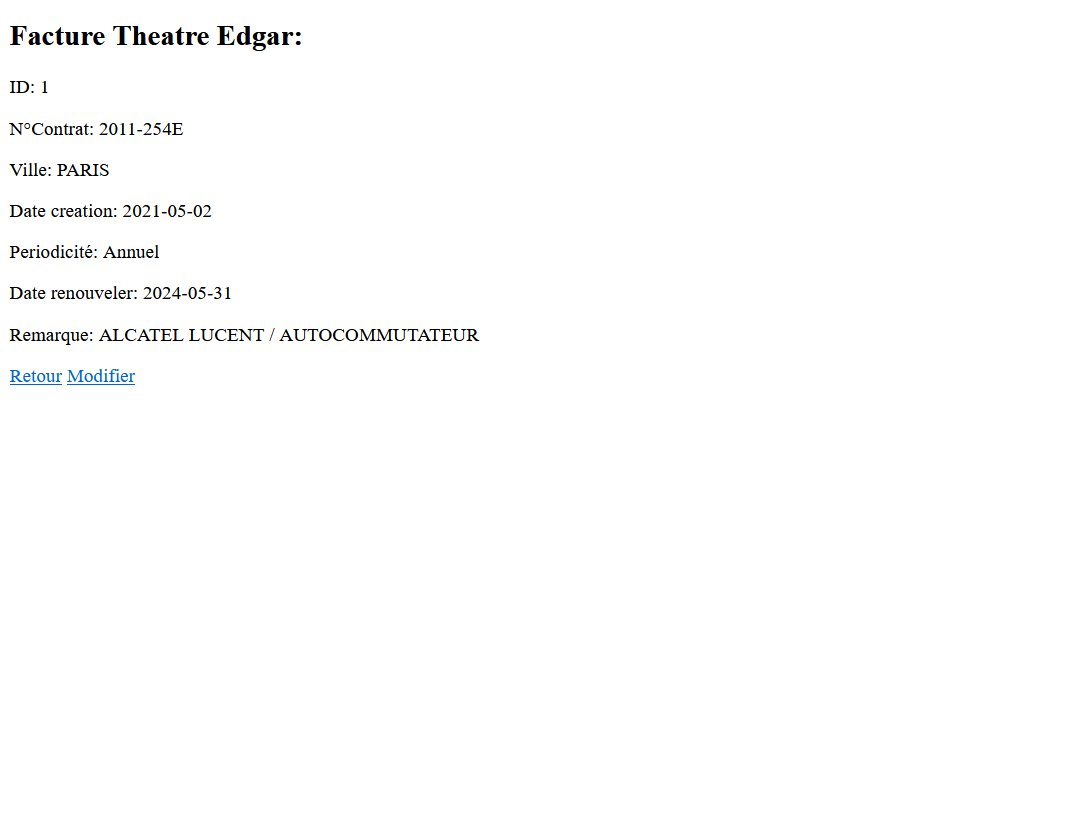 Facture Theatre Edgar:
ID: 1
N°Contrat: 2011-254E
Ville: PARIS
Date creation: 2021-05-02
Periodicité: Annuel
Date renouveler: 2024-05-31
Remarque: ALCATEL LUCENT / AUTOCOMMUTATEUR
Retour Modifier